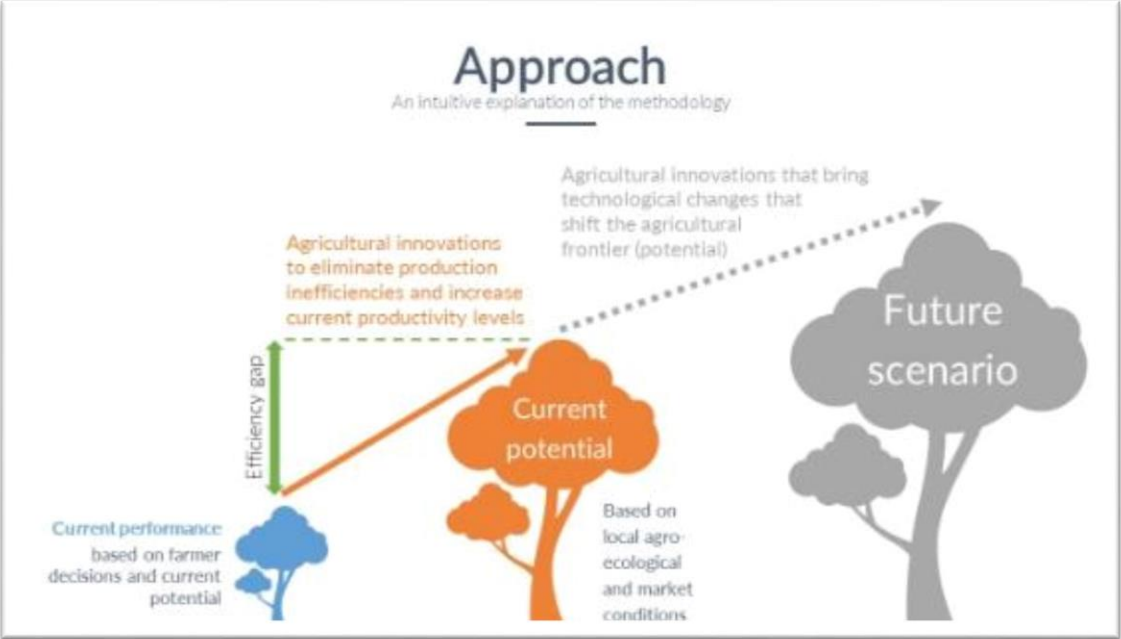 Approach
An intuitive explanation of the methodology
Agricultural innovations that bring
technological changes that
shift the agricultural
frontier (potential)
Agricultural innovations
to eliminate production
inefficiencies and increase
current productivity levels
Efficiency gap
Future
scenario
Current
potential
Current performance
based on farmer
decisions and current
potential
Based on
local agro-
ecological
and market
conditions